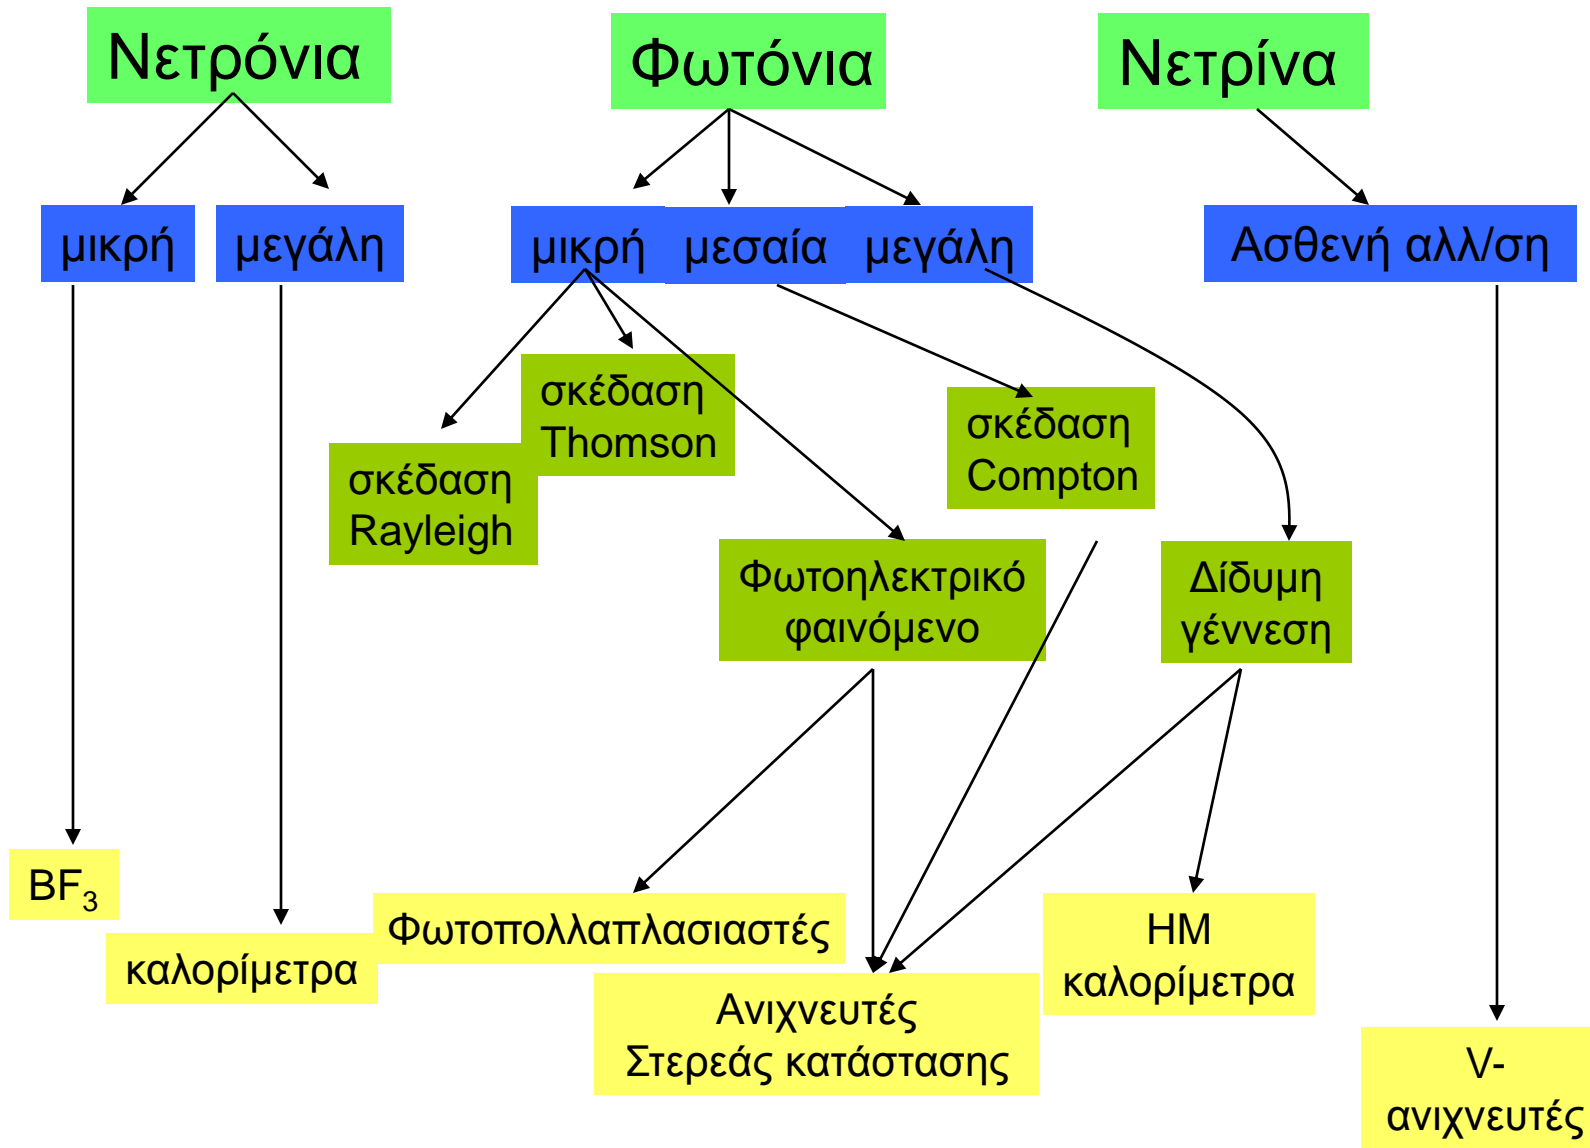 Νετρόνια
Φωτόνια
Νετρίνα
μικρή
μεγάλη
μικρή
μεσαία
μεγάλη
Ασθενή αλλ/ση
σκέδαση
Thomson
σκέδαση
Compton
σκέδαση
Rayleigh
Φωτοηλεκτρικό
φαινόμενο
Δίδυμη
γέννεση
BF₃
καλορίμετρα
Φωτοπολλαπλασιαστές
Ανιχνευτές
Στερεάς κατάστασης
ΗΜ
καλορίμετρα
V-
ανιχνευτές